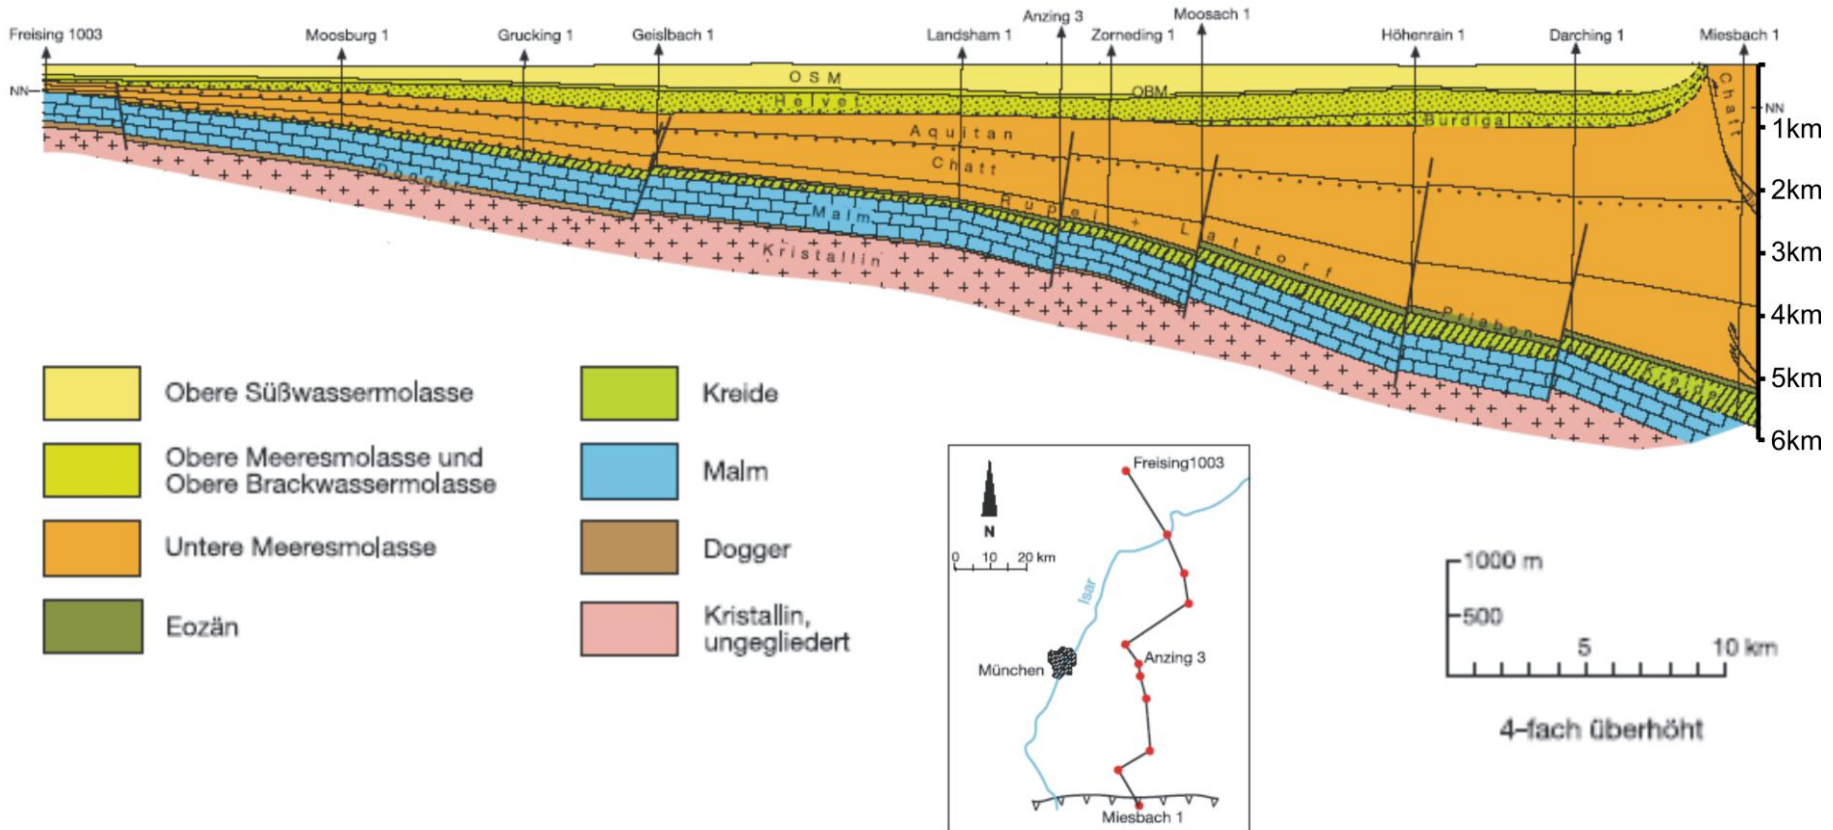 Freising 1003
Moosburg 1
Grucking 1
Geislbach 1
Landsham 1
Anzing 3
Zorneding 1
Moosach 1
Höhenrain 1
Darching 1
Miesbach 1
NN
OSM
OBM
Helvet
Burdigal
Aquitan
Chatt
Chatt
Rupel + Lattorf
Priabon
Kreide
Dogger
Malm
Kristallin
NN
1km
2km
3km
4km
5km
6km
Obere Süßwassermolasse
Obere Meeresmolasse und
Obere Brackwassermolasse
Untere Meeresmolasse
Eozän
Kreide
Malm
Dogger
Kristallin,
ungegliedert
Freising1003
N
0 10 20 km
Isar
München
Anzing 3
Miesbach 1
1000 m
500
5 10 km
4-fach überhöht